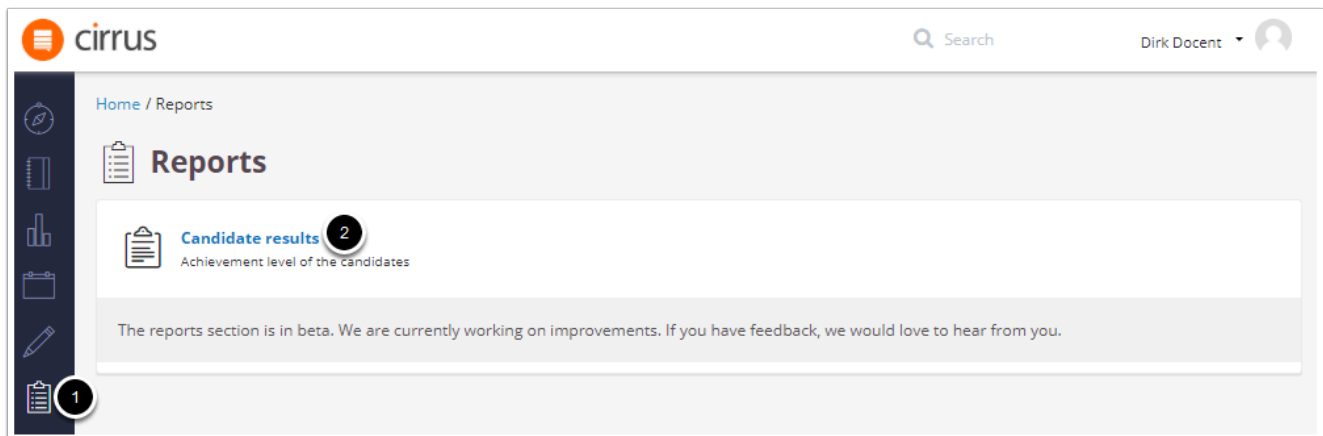 cirrus
Search
Dirk Docent
Home / Reports
Reports
Candidate results
2
Achievement level of the candidates
The reports section is in beta. We are currently working on improvements. If you have feedback, we would love to hear from you.
1